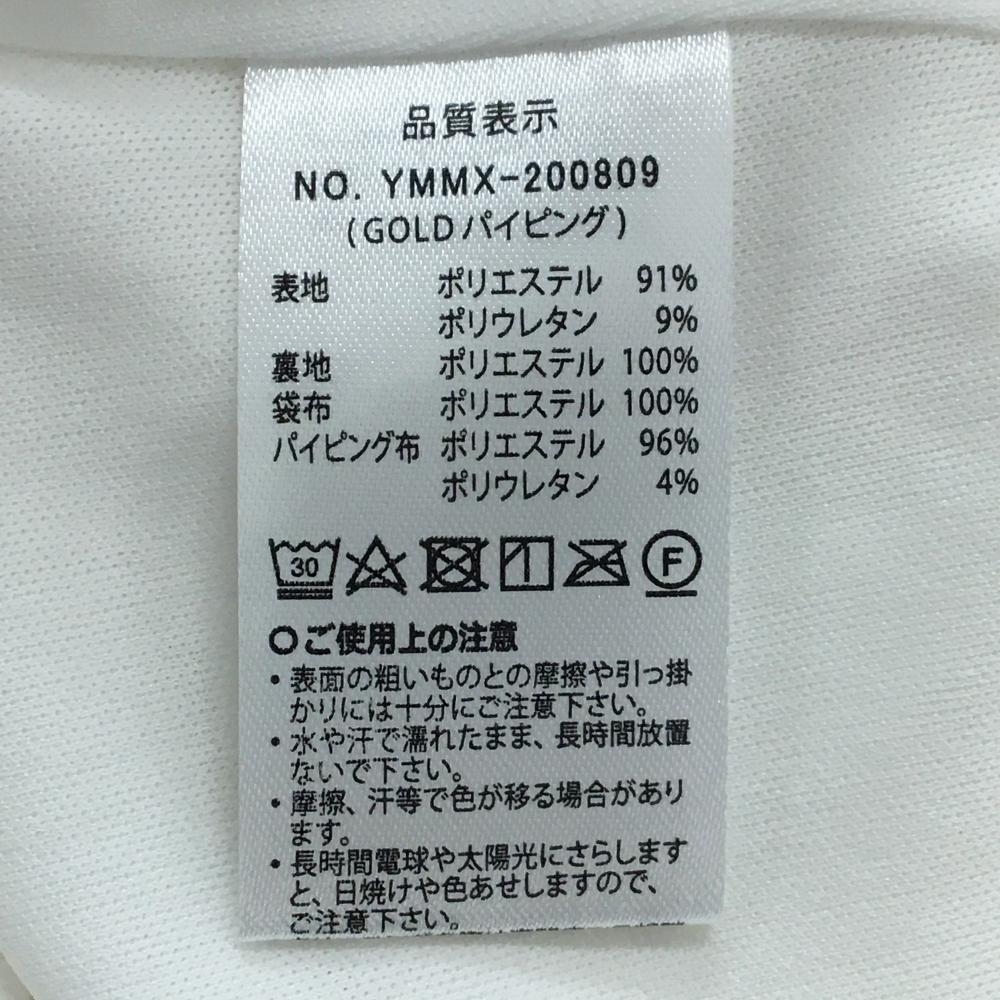 品質表示
NO. YMMX-200809
(GOLDパイピング)
表地 ポリエステル 91%
ポリウレタン 9%
裏地 ポリエステル 100%
袋布 ポリエステル 100%
パイピング布 ポリエステル 96%
ポリウレタン 4%
30 F
○ご使用上の注意
・表面の粗いものとの摩擦や引っ掛
かりには十分にご注意下さい。
・水や汗で濡れたまま、長時間放置
ないで下さい。
・摩擦、汗等で色が移る場合があり
ます。
・長時間電球や太陽光にさらします
と、日焼けや色あせしますので、
ご注意下さい。